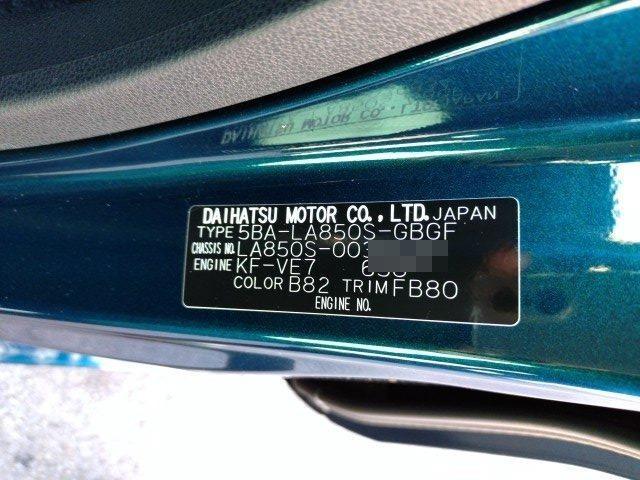 DAIHATSU MOTOR CO., LTD. JAPAN
TYPE 5BA-LA850S-GBGF
CHASSIS NO. LA850S-00
ENGINE KF-VE7
COLOR B82 TRIM FB80
ENGINE NO.